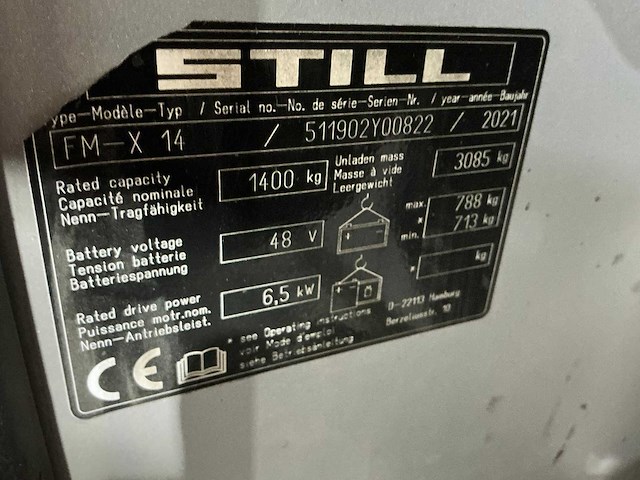 STILL
ype-Modèle-Typ / Serial no.-No. de série-Serien-Nr. / year-année-Baujahr
FM-X 14 / 511902Y00822 / 2021
Rated capacity
Capacité nominale
Nenn-Tragfähigkeit
1400 kg
Unladen mass
Masse à vide
Leergewicht
3085 kg
Battery voltage
Tension batterie
Batteriespannung
48 V
max. 788 kg
* 713 kg
min.
Rated drive power
Puissance motr.nom.
Nenn-Antriebsleist.
6,5 kW
* kg
* see Operating instructions
voir Mode d'emploi
siehe Betriebsanleitung
D-22113 Hamburg
Berzeliusstr. 10
CE